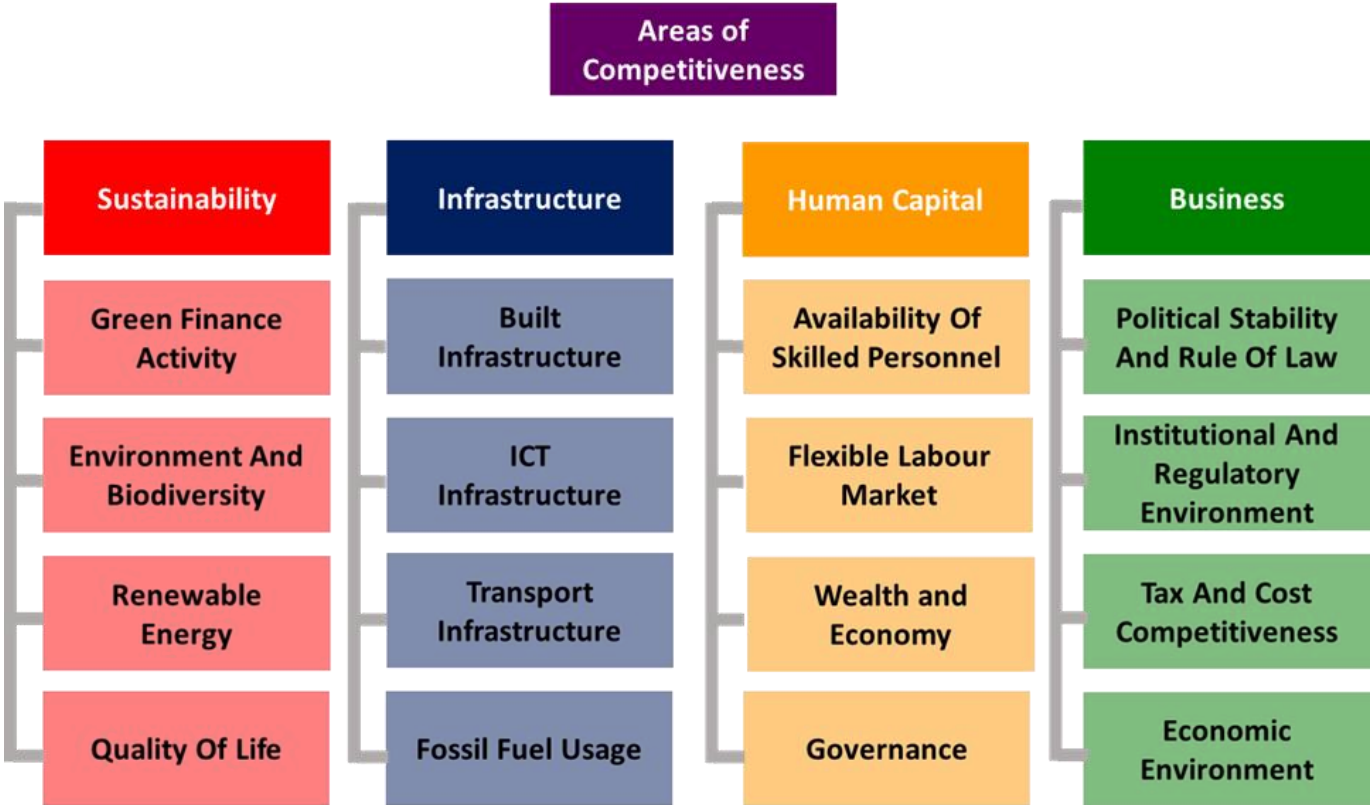 Areas of
Competitiveness
Sustainability
Green Finance
Activity
Environment And
Biodiversity
Renewable
Energy
Quality Of Life
Infrastructure
Built
Infrastructure
ICT
Infrastructure
Transport
Infrastructure
Fossil Fuel Usage
Human Capital
Availability Of
Skilled Personnel
Flexible Labour
Market
Wealth and
Economy
Governance
Business
Political Stability
And Rule Of Law
Institutional And
Regulatory
Environment
Tax And Cost
Competitiveness
Economic
Environment